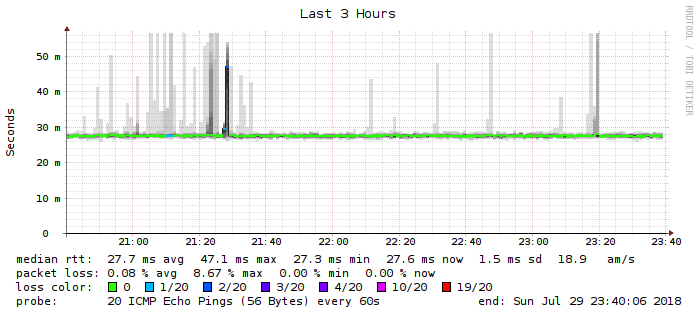 Last 3 Hours
RRDTOOL / TOBI OETIKER
Seconds
50 m
40 m
30 m
20 m
10 m
0
21:00 21:20 21:40 22:00 22:20 22:40 23:00 23:20 23:40
median rtt: 27.7 ms avg 47.1 ms max 27.3 ms min 27.6 ms now 1.5 ms sd 18.9 am/s
packet loss: 0.08 % avg 8.67 % max 0.00 % min 0.00 % now
loss color: 0 1/20 2/20 3/20 4/20 10/20 19/20
probe: 20 ICMP Echo Pings (56 Bytes) every 60s end: Sun Jul 29 23:40:06 2018